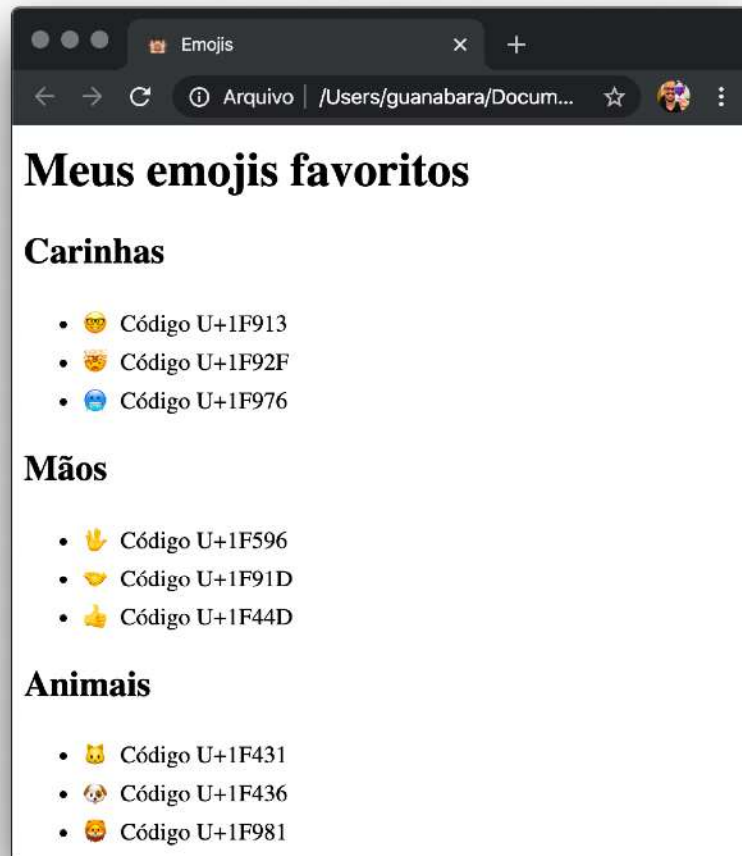 Emojis
Arquivo | /Users/guanabara/Docum...
Meus emojis favoritos
Carinhas
• 🤓 Código U+1F913
• 🤯 Código U+1F92F
• 🥶 Código U+1F976
Mãos
• 🖖 Código U+1F596
• 🤝 Código U+1F91D
• 👍 Código U+1F44D
Animais
• 🐱 Código U+1F431
• 🐶 Código U+1F436
• 🦁 Código U+1F981